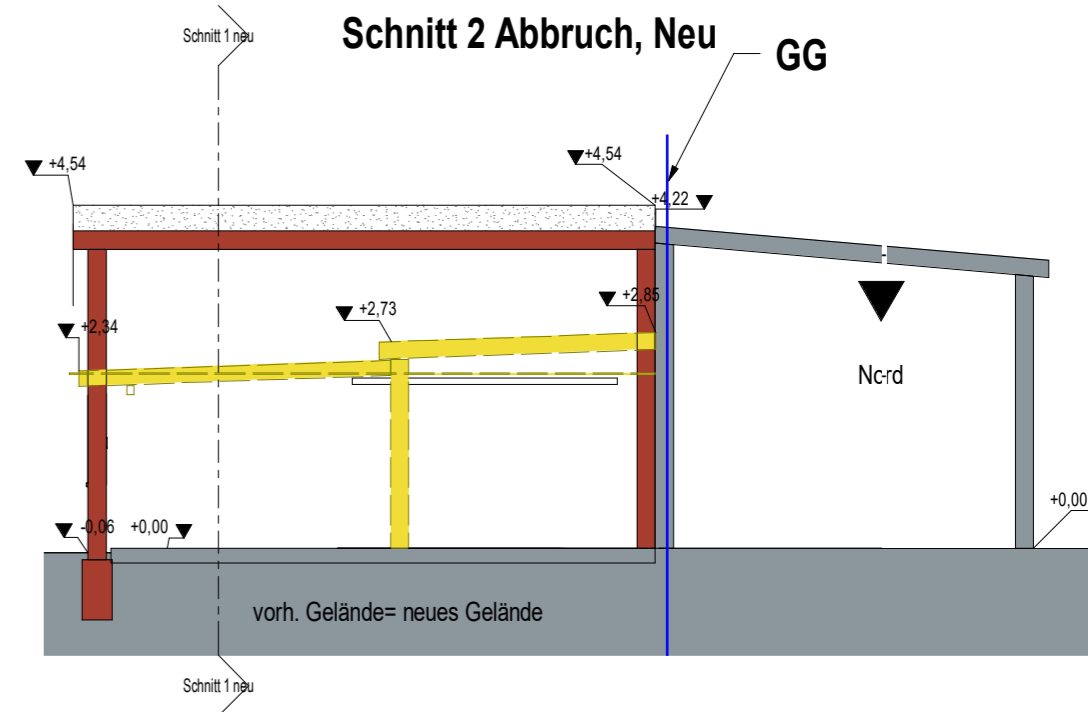 Schnitt 2 Abbruch, Neu
Schnitt 1 neu
GG
+4,54
+4,54
+4,22
+2,85
+2,73
+2,34
Nord
-0,06
+0,00
+0,00
vorh. Gelände= neues Gelände
Schnitt 1 neu